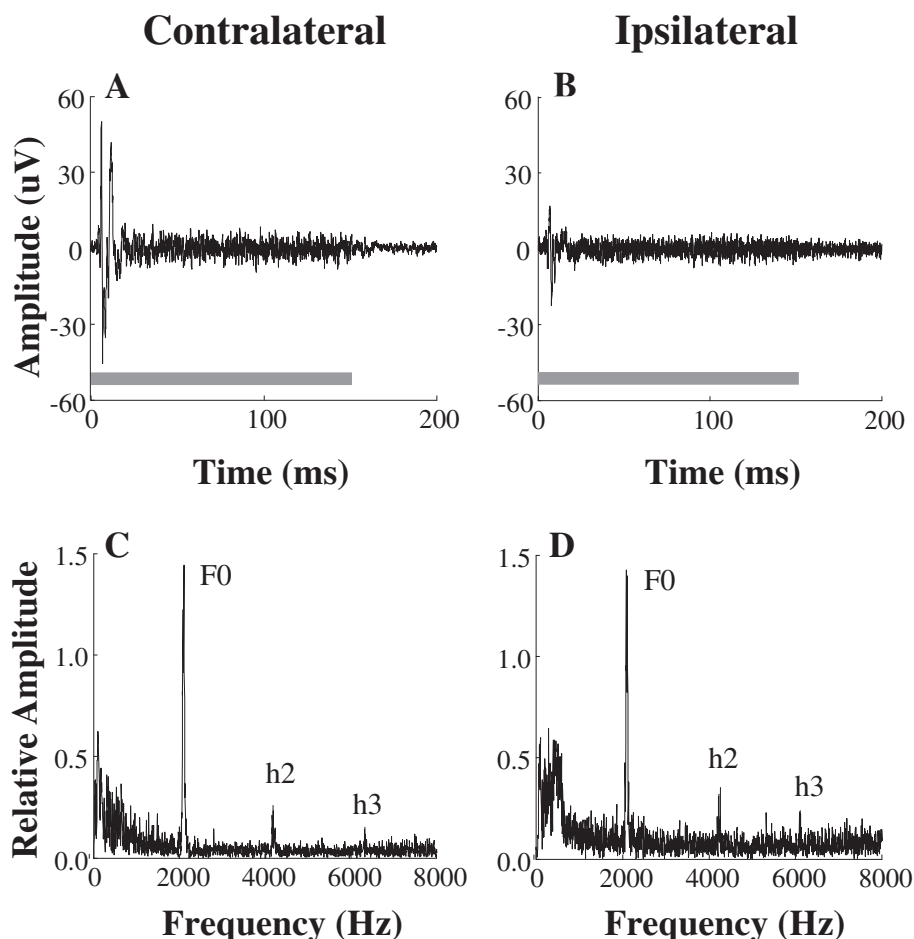 Contralateral
Ipsilateral
A
B
Amplitude (uV)
60
30
0
-30
-60
0
100
200
Time (ms)
60
30
0
-30
-60
0
100
200
Time (ms)
C
D
Relative Amplitude
1.5
1.0
0.5
0.0
F0
h2
h3
0
2000
4000
6000
8000
Frequency (Hz)
1.5
1.0
0.5
0.0
F0
h2
h3
0
2000
4000
6000
8000
Frequency (Hz)